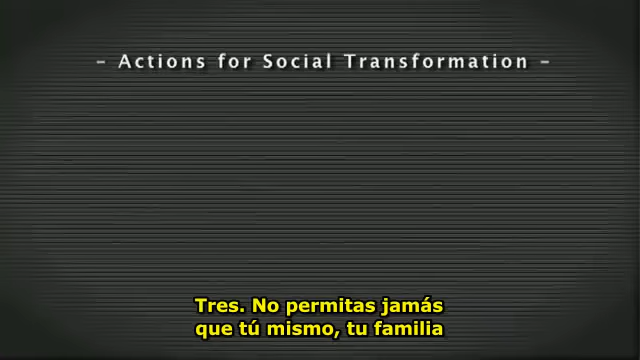 – Actions for Social Transformation –
Tres. No permitas jamás
que tú mismo, tu familia